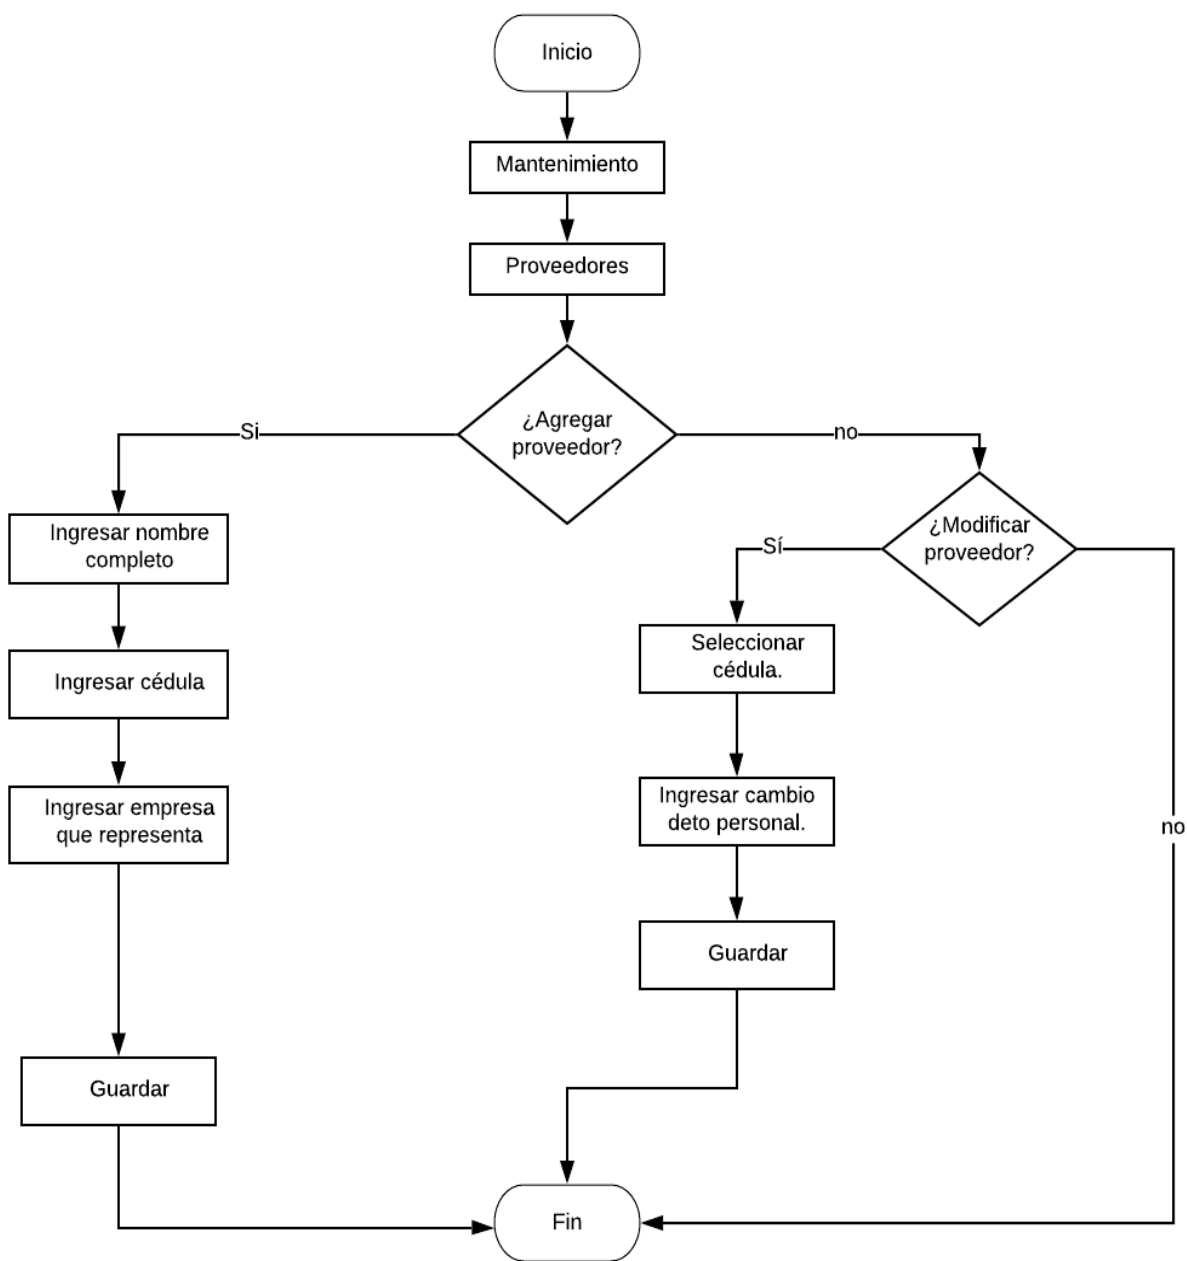 Inicio
Mantenimiento
Proveedores
¿Agregar
proveedor?
Si
no
Ingresar nombre
completo
Ingresar cédula
Ingresar empresa
que representa
Guardar
¿Modificar
proveedor?
Sí
no
Seleccionar
cédula.
Ingresar cambio
deto personal.
Guardar
Fin